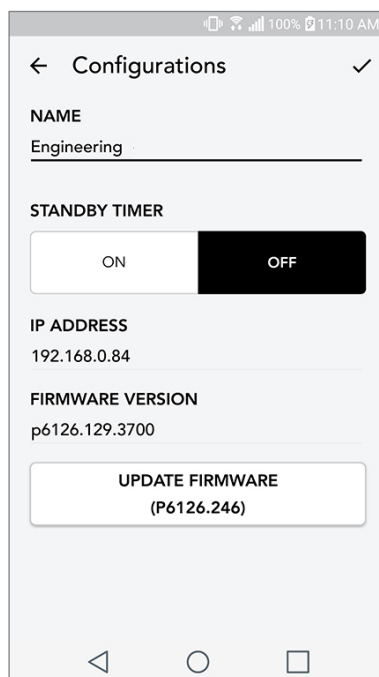 100% 11:10 AM
Configurations
NAME
Engineering
STANDBY TIMER
ON OFF
IP ADDRESS
192.168.0.84
FIRMWARE VERSION
p6126.129.3700
UPDATE FIRMWARE
(P6126.246)